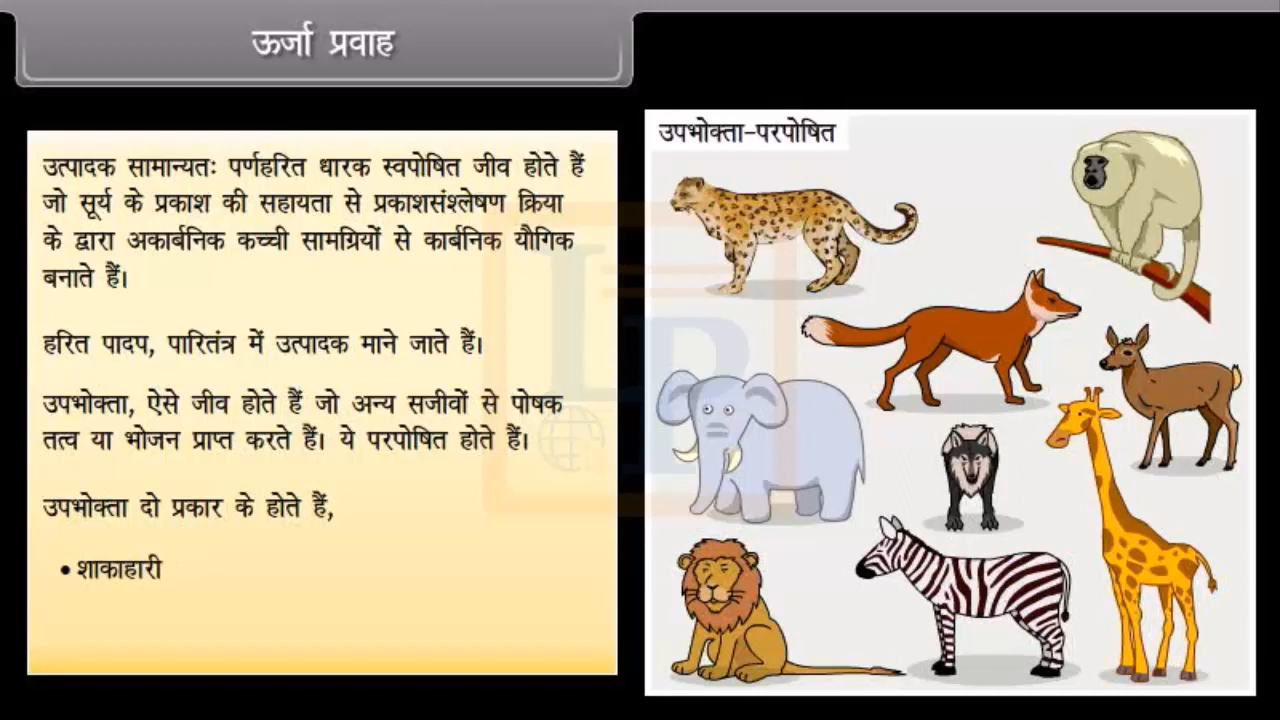 ऊर्जा प्रवाह
उत्पादक सामान्यतः पर्णहरित धारक स्वपोषित जीव होते हैं
जो सूर्य के प्रकाश की सहायता से प्रकाशसंश्लेषण क्रिया
के द्वारा अकार्बनिक कच्ची सामग्रियों से कार्बनिक यौगिक
बनाते हैं।
हरित पादप, पारितंत्र में उत्पादक माने जाते हैं।
उपभोक्ता, ऐसे जीव होते हैं जो अन्य सजीवों से पोषक
तत्व या भोजन प्राप्त करते हैं। ये परपोषित होते हैं।
उपभोक्ता दो प्रकार के होते हैं,
• शाकाहारी
उपभोक्ता-परपोषित